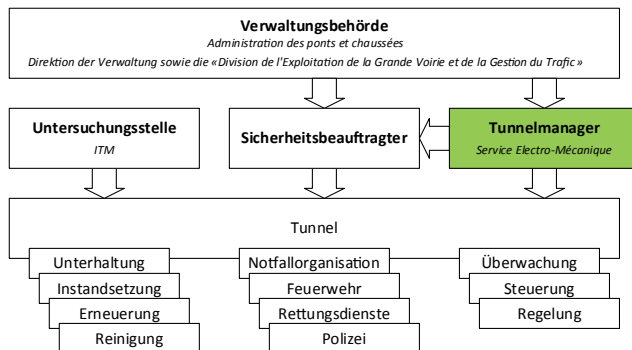 Verwaltungsbehörde
Administration des ponts et chaussées
Direktion der Verwaltung sowie die «Division de l'Exploitation de la Grande Voirie et de la Gestion du Trafic»
Untersuchungsstelle
ITM
Sicherheitsbeauftragter
Tunnelmanager
Service Electro-Mécanique
Tunnel
Unterhaltung
Instandsetzung
Erneuerung
Reinigung
Notfallorganisation
Feuerwehr
Rettungsdienste
Polizei
Überwachung
Steuerung
Regelung